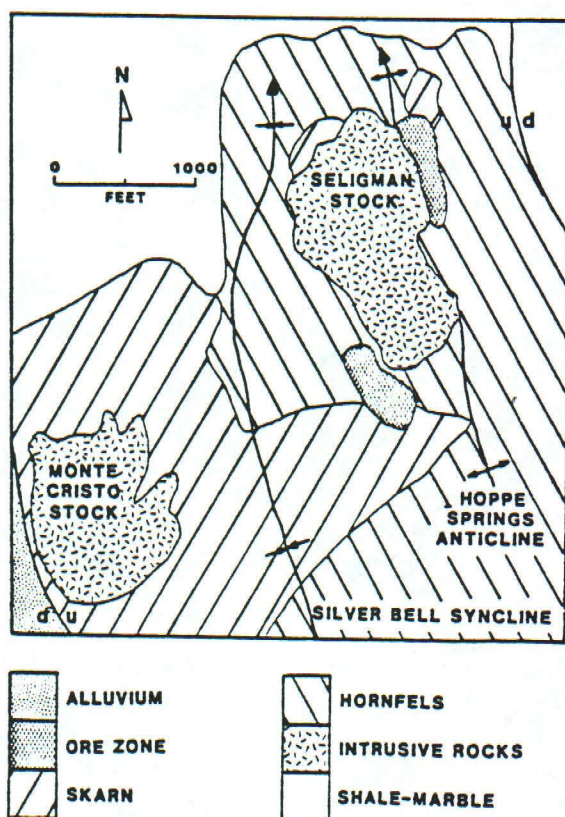 N
0 1000
FEET
u d
SELIGMAN
STOCK
MONTE
CRISTO
STOCK
HOPPE
SPRINGS
ANTICLINE
SILVER BELL SYNCLINE
d u
ALLUVIUM
ORE ZONE
SKARN
HORNFELS
INTRUSIVE ROCKS
SHALE-MARBLE